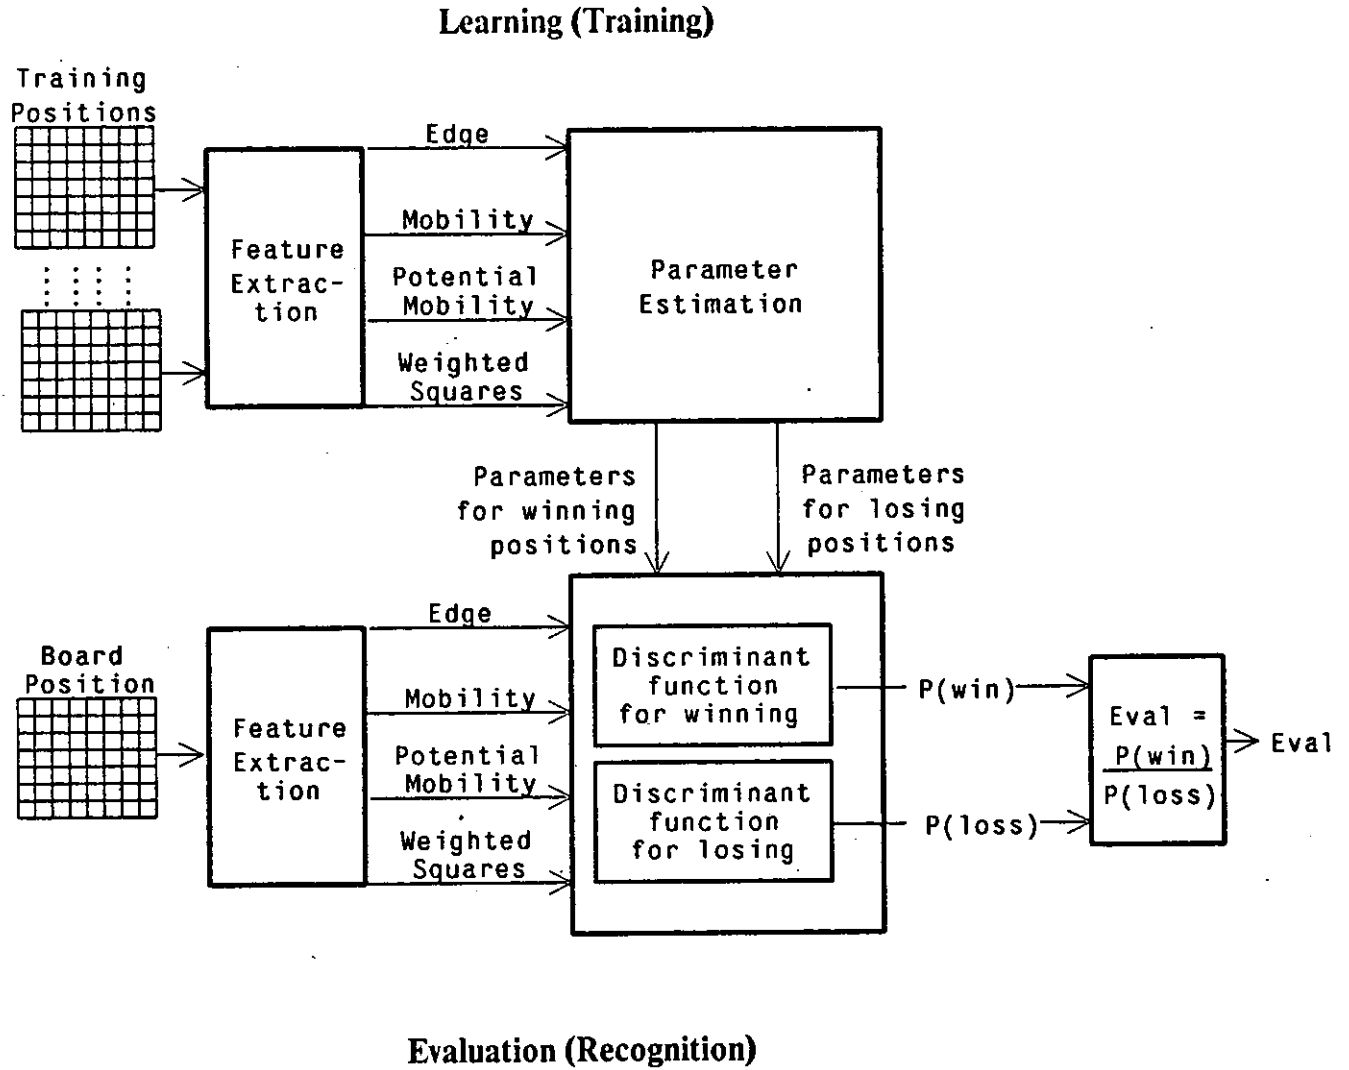 Learning (Training)
Training
Positions
Edge
Mobility
Potential
Mobility
Weighted
Squares
Feature
Extrac-
tion
Parameter
Estimation
Parameters
for winning
positions
Parameters
for losing
positions
Board
Position
Feature
Extrac-
tion
Edge
Mobility
Potential
Mobility
Weighted
Squares
Discriminant
function
for winning
Discriminant
function
for losing
P(win)
P(loss)
Eval =
P(win)
P(loss)
Eval
Evaluation (Recognition)